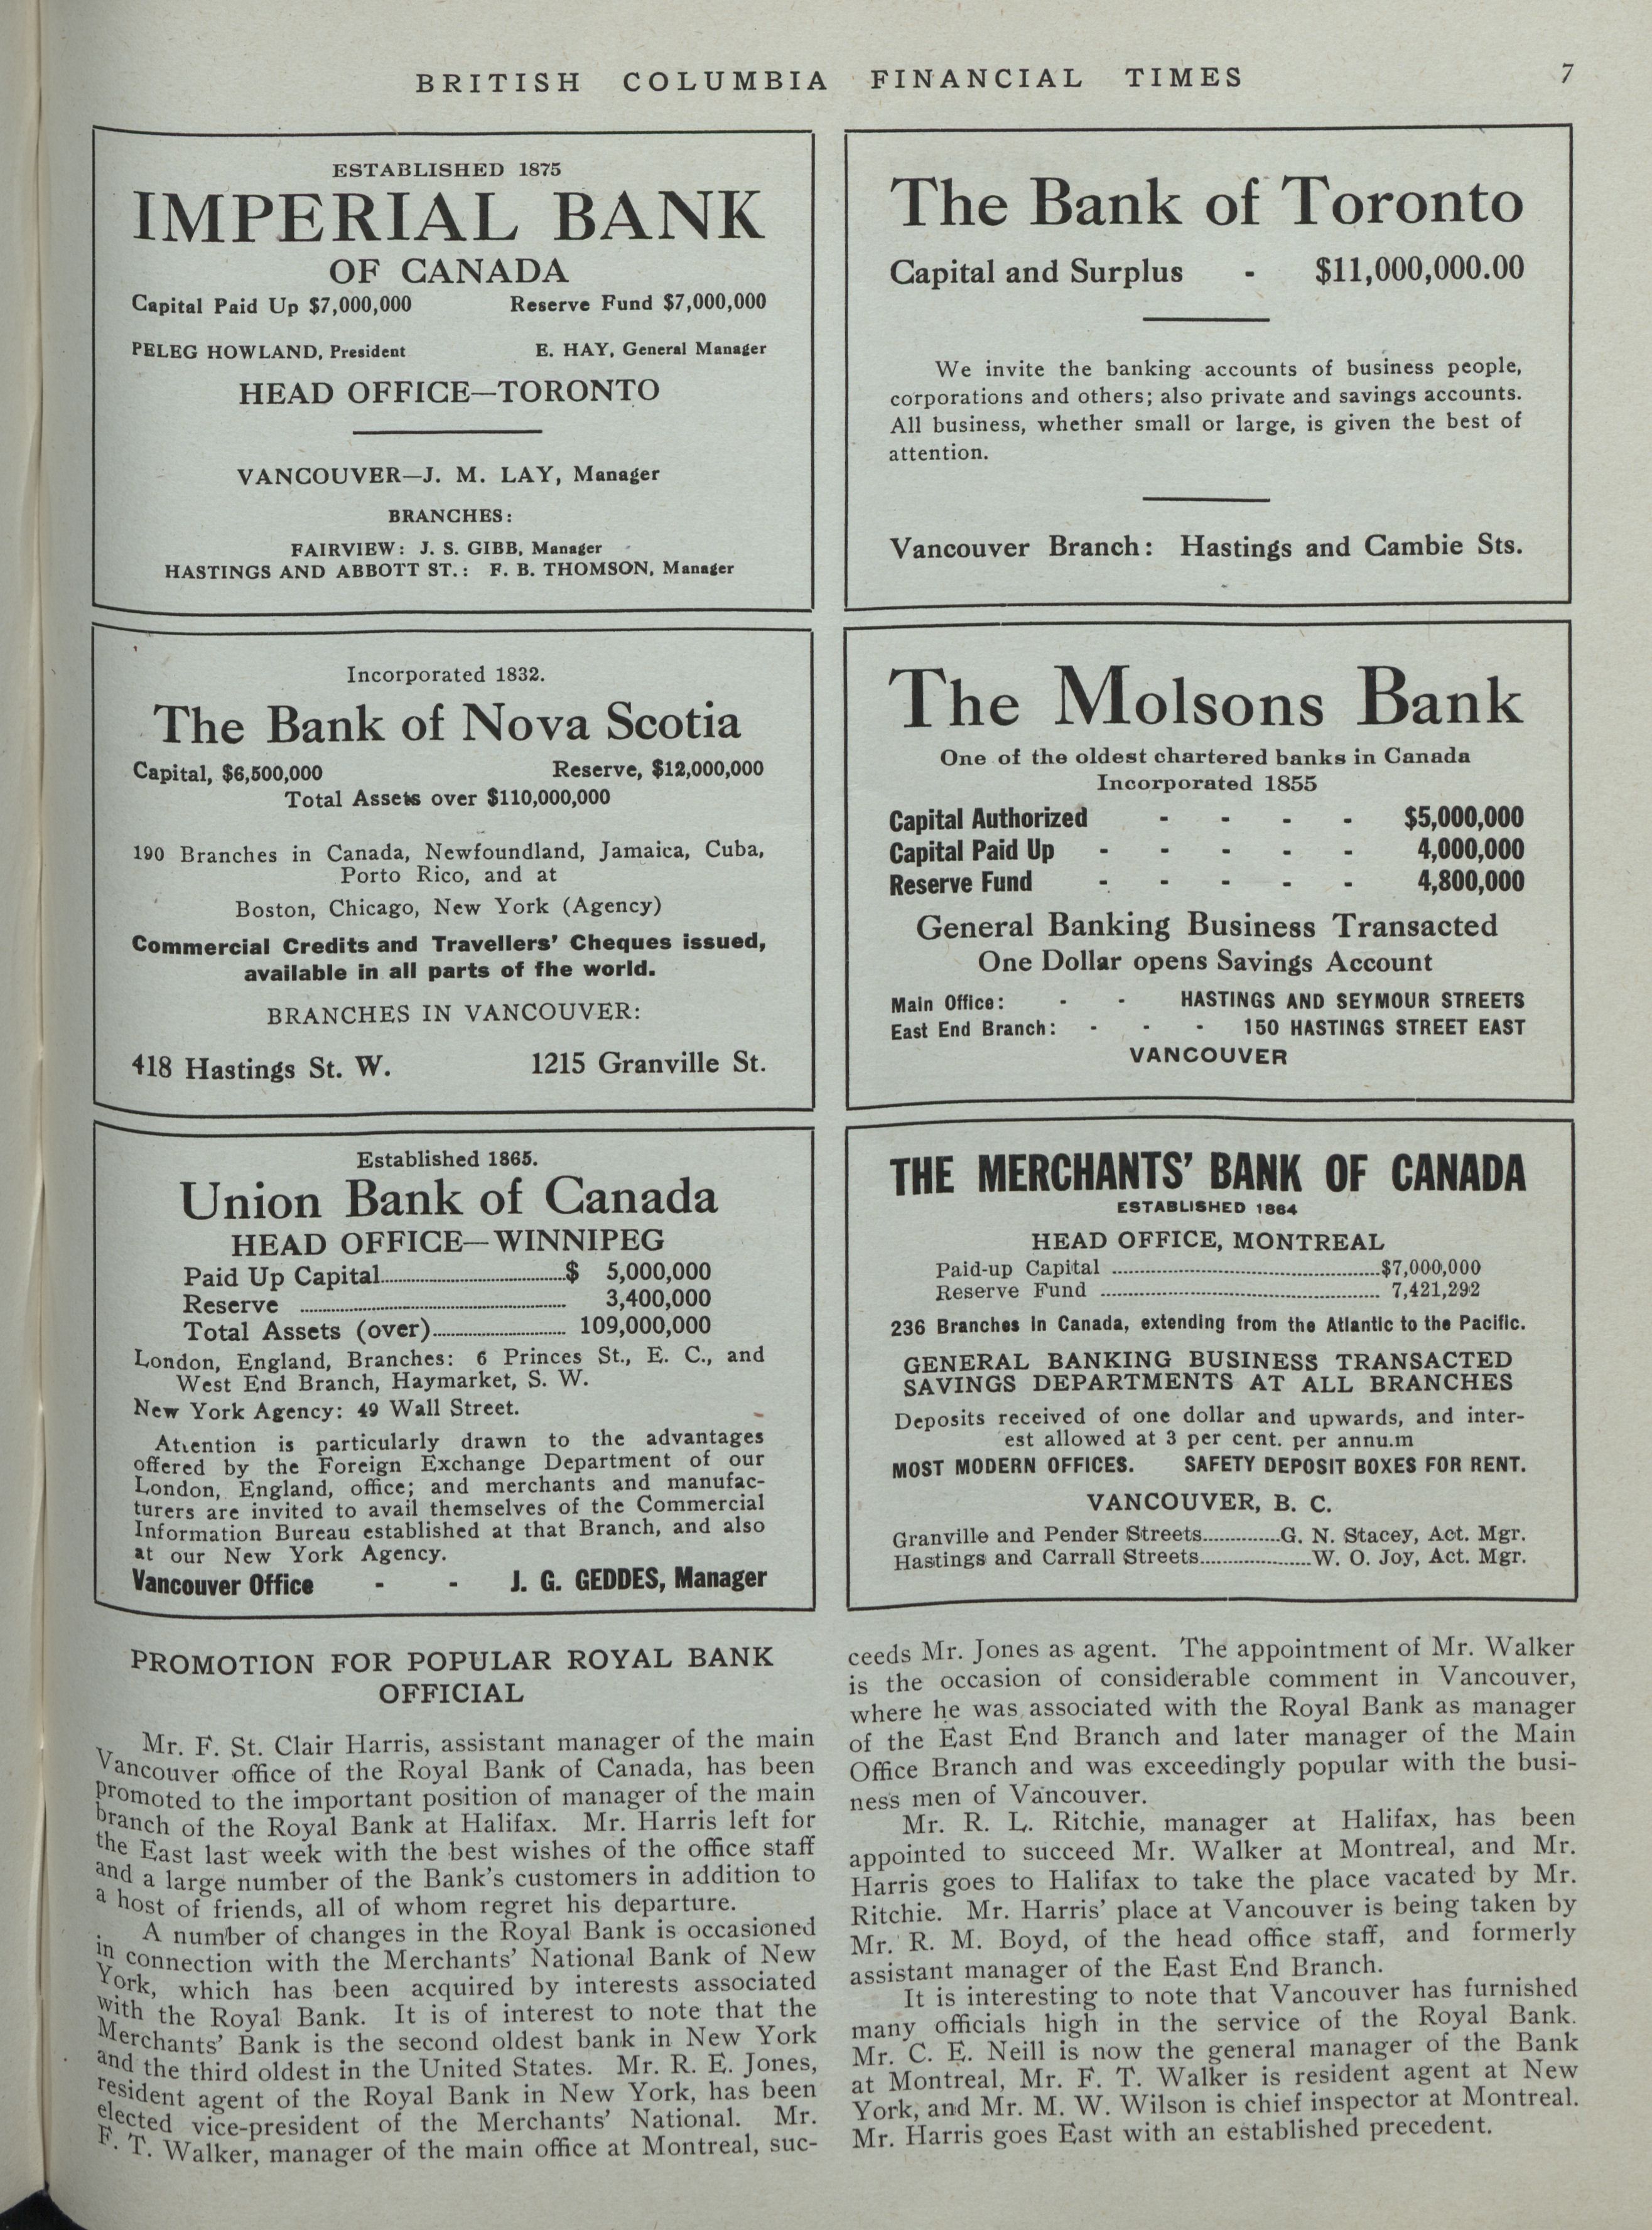 BRITISH COLUMBIA FINANCIAL TIMES 7
ESTABLISHED 1875
IMPERIAL BANK
OF CANADA
Capital Paid Up $7,000,000 Reserve Fund $7,000,000
PELEG HOWLAND, President E. HAY, General Manager
HEAD OFFICE—TORONTO
VANCOUVER—J. M. LAY, Manager
BRANCHES:
FAIRVIEW: J. S. GIBB, Manager
HASTINGS AND ABBOTT ST.: F. B. THOMSON, Manager
The Bank of Toronto
Capital and Surplus - $11,000,000.00
We invite the banking accounts of business people,
corporations and others; also private and savings accounts.
All business, whether small or large, is given the best of
attention.
Vancouver Branch: Hastings and Cambie Sts.
Incorporated 1832.
The Bank of Nova Scotia
Capital, $6,500,000 Reserve, $12,000,000
Total Assets over $110,000,000
190 Branches in Canada, Newfoundland, Jamaica, Cuba,
Porto Rico, and at
Boston, Chicago, New York (Agency)
Commercial Credits and Travellers' Cheques issued,
available in all parts of fhe world.
BRANCHES IN VANCOUVER:
418 Hastings St. W. 1215 Granville St.
The Molsons Bank
One of the oldest chartered banks in Canada
Incorporated 1855
Capital Authorized - - - - $5,000,000
Capital Paid Up - - - - - 4,000,000
Reserve Fund - - - - - 4,800,000
General Banking Business Transacted
One Dollar opens Savings Account
Main Office: - - HASTINGS AND SEYMOUR STREETS
East End Branch: - - - 150 HASTINGS STREET EAST
VANCOUVER
Established 1865.
Union Bank of Canada
HEAD OFFICE—WINNIPEG
Paid Up Capital........................$ 5,000,000
Reserve ........................ 3,400,000
Total Assets (over)........................ 109,000,000
London, England, Branches: 6 Princes St., E. C., and
West End Branch, Haymarket, S. W.
New York Agency: 49 Wall Street.
Attention is particularly drawn to the advantages
offered by the Foreign Exchange Department of our
London, England, office; and merchants and manufac-
turers are invited to avail themselves of the Commercial
Information Bureau established at that Branch, and also
at our New York Agency.
Vancouver Office - - J. G. GEDDES, Manager
THE MERCHANTS' BANK OF CANADA
ESTABLISHED 1864
HEAD OFFICE, MONTREAL
Paid-up Capital ........................$7,000,000
Reserve Fund ........................ 7,421,292
236 Branches in Canada, extending from the Atlantic to the Pacific.
GENERAL BANKING BUSINESS TRANSACTED
SAVINGS DEPARTMENTS AT ALL BRANCHES
Deposits received of one dollar and upwards, and inter-
est allowed at 3 per cent. per annu.m
MOST MODERN OFFICES. SAFETY DEPOSIT BOXES FOR RENT.
VANCOUVER, B. C.
Granville and Pender Streets.............G. N. Stacey, Act. Mgr.
Hastings and Carrall Streets...................W. O. Joy, Act. Mgr.
PROMOTION FOR POPULAR ROYAL BANK
OFFICIAL
Mr. F. St. Clair Harris, assistant manager of the main
Vancouver office of the Royal Bank of Canada, has been
promoted to the important position of manager of the main
branch of the Royal Bank at Halifax. Mr. Harris left for
the East last week with the best wishes of the office staff
and a large number of the Bank's customers in addition to
a host of friends, all of whom regret his departure.
A number of changes in the Royal Bank is occasioned
in connection with the Merchants' National Bank of New
York, which has been acquired by interests associated
with the Royal Bank. It is of interest to note that the
Merchants' Bank is the second oldest bank in New York
and the third oldest in the United States. Mr. R. E. Jones,
resident agent of the Royal Bank in New York, has been
elected vice-president of the Merchants' National. Mr.
F. T. Walker, manager of the main office at Montreal, suc-
ceeds Mr. Jones as agent. The appointment of Mr. Walker
is the occasion of considerable comment in Vancouver,
where he was associated with the Royal Bank as manager
of the East End Branch and later manager of the Main
Office Branch and was exceedingly popular with the busi-
ness men of Vancouver.
Mr. R. L. Ritchie, manager at Halifax, has been
appointed to succeed Mr. Walker at Montreal, and Mr.
Harris goes to Halifax to take the place vacated by Mr.
Ritchie. Mr. Harris' place at Vancouver is being taken by
Mr. R. M. Boyd, of the head office staff, and formerly
assistant manager of the East End Branch.
It is interesting to note that Vancouver has furnished
many officials high in the service of the Royal Bank.
Mr. C. E. Neill is now the general manager of the Bank
at Montreal, Mr. F. T. Walker is resident agent at New
York, and Mr. M. W. Wilson is chief inspector at Montreal.
Mr. Harris goes East with an established precedent.